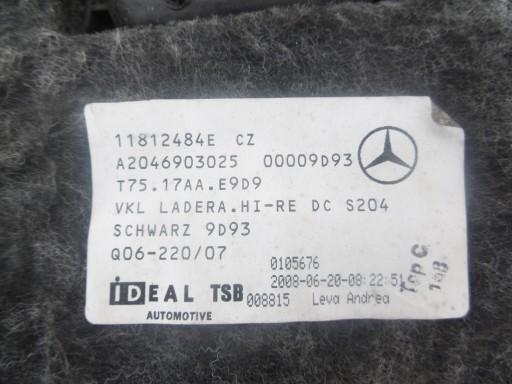 11812484E CZ
A2046903025 00009D93
T75.17AA.E9D9
VKL LADERA.HI-RE DC S204
SCHWARZ 9D93
Q06-220/07
0105676
2008-06-20-08:22:51
iDEAL TSB 008815 Leva Andrea
AUTOMOTIVE